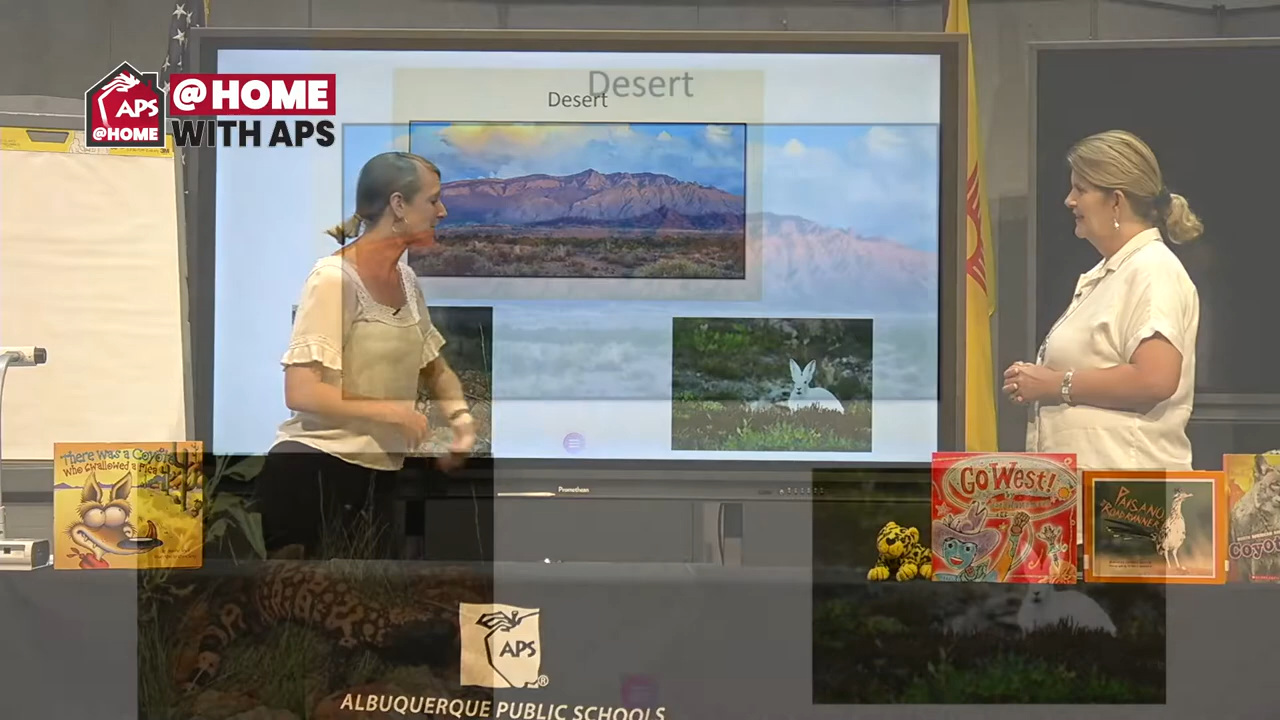 APS
@HOME
@HOME
WITH APS
Desert
Desert
There Was a Coyote
Who Swallowed a Flea
Promethean
Go West!
PAISANO
ROADRUNNER
COYO
APS
®
ALBUQUERQUE PUBLIC SCHOOLS